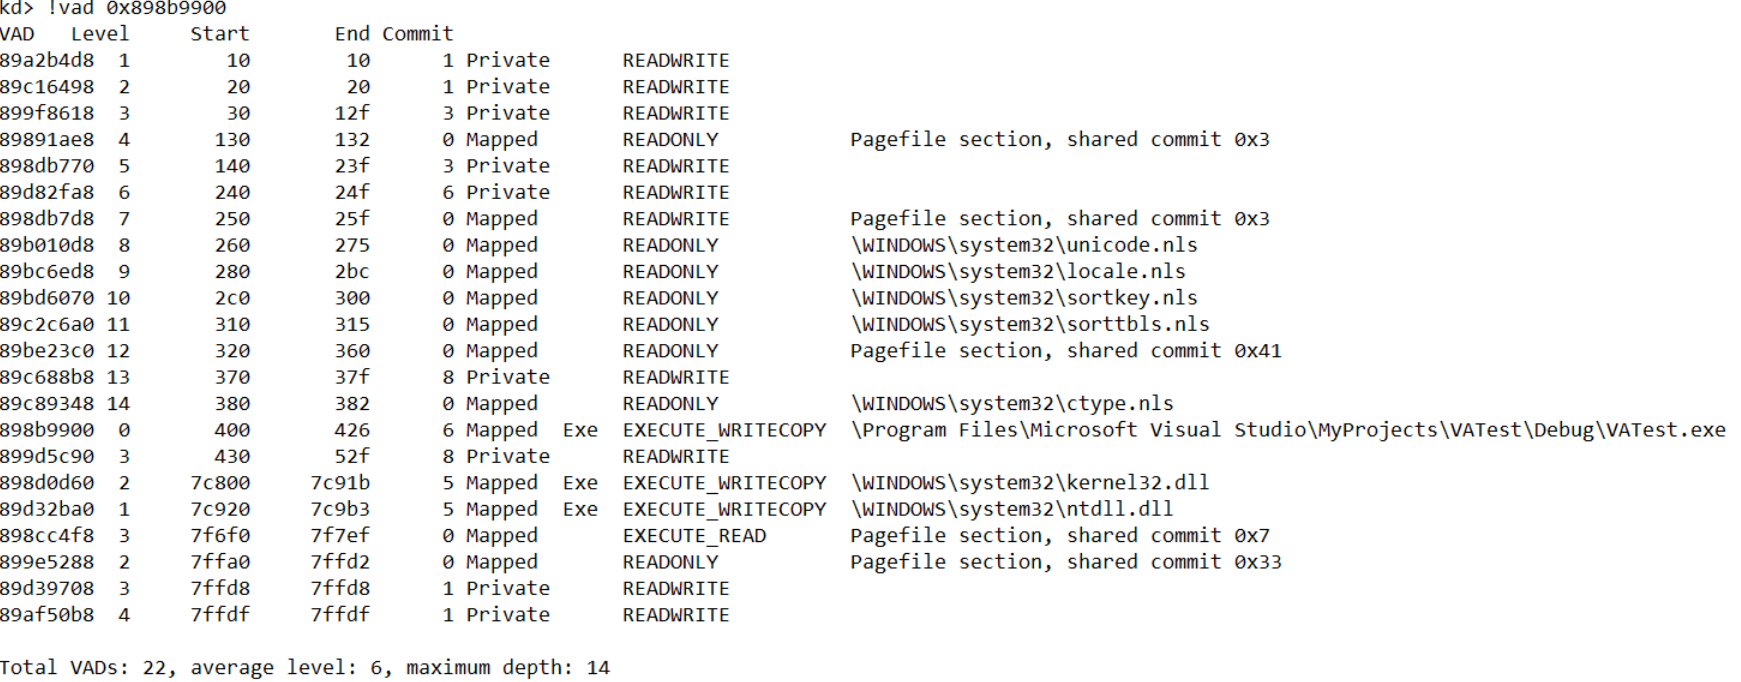 kd> !vad 0x898b9900
VAD   Level     Start       End Commit
89a2b4d8  1        10        10      1 Private      READWRITE
89c16498  2        20        20      1 Private      READWRITE
899f8618  3        30       12f      3 Private      READWRITE
89891ae8  4       130       132      0 Mapped       READONLY           Pagefile section, shared commit 0x3
898db770  5       140       23f      3 Private      READWRITE
89d82fa8  6       240       24f      6 Private      READWRITE
898db7d8  7       250       25f      0 Mapped       READWRITE          Pagefile section, shared commit 0x3
89b010d8  8       260       275      0 Mapped       READONLY           \WINDOWS\system32\unicode.nls
89bc6ed8  9       280       2bc      0 Mapped       READONLY           \WINDOWS\system32\locale.nls
89bd6070 10       2c0       300      0 Mapped       READONLY           \WINDOWS\system32\sortkey.nls
89c2c6a0 11       310       315      0 Mapped       READONLY           \WINDOWS\system32\sorttbls.nls
89be23c0 12       320       360      0 Mapped       READONLY           Pagefile section, shared commit 0x41
89c688b8 13       370       37f      8 Private      READWRITE
89c89348 14       380       382      0 Mapped       READONLY           \WINDOWS\system32\ctype.nls
898b9900  0       400       426      6 Mapped  Exe  EXECUTE_WRITECOPY  \Program Files\Microsoft Visual Studio\MyProjects\VATest\Debug\VATest.exe
899d5c90  3       430       52f      8 Private      READWRITE
898d0d60  2     7c800     7c91b      5 Mapped  Exe  EXECUTE_WRITECOPY  \WINDOWS\system32\kernel32.dll
89d32ba0  1     7c920     7c9b3      5 Mapped  Exe  EXECUTE_WRITECOPY  \WINDOWS\system32\ntdll.dll
898cc4f8  3     7f6f0     7f7ef      0 Mapped       EXECUTE_READ       Pagefile section, shared commit 0x7
899e5288  2     7ffa0     7ffd2      0 Mapped       READONLY           Pagefile section, shared commit 0x33
89d39708  3     7ffd8     7ffd8      1 Private      READWRITE
89af50b8  4     7ffdf     7ffdf      1 Private      READWRITE
Total VADs: 22, average level: 6, maximum depth: 14